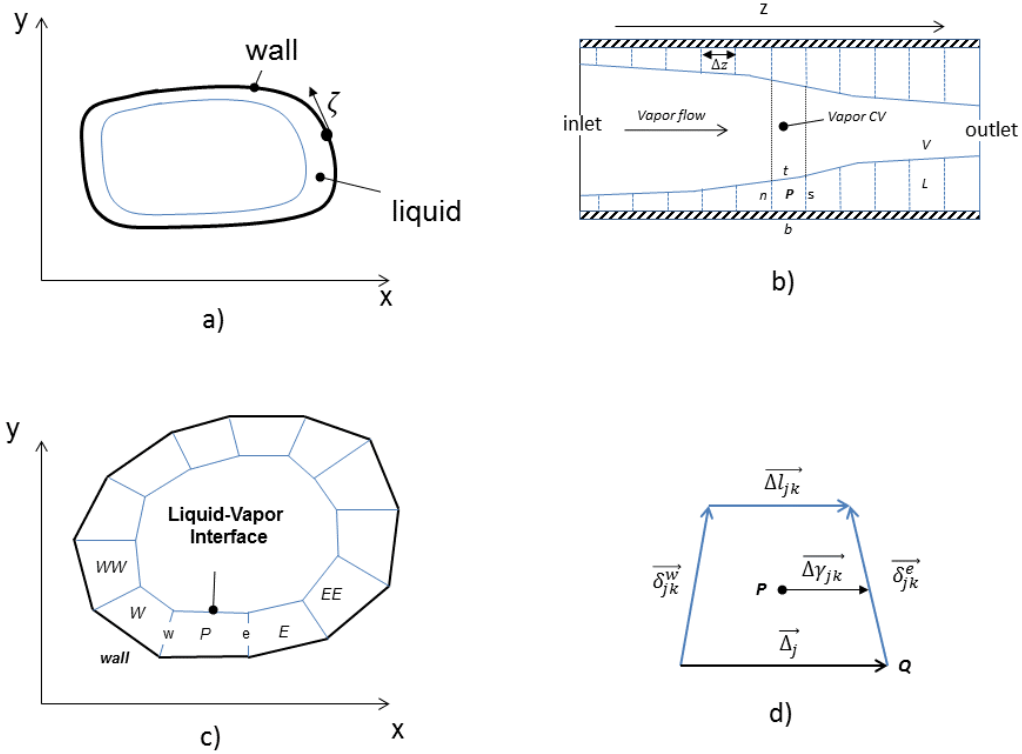 y
wall
ζ
liquid
x
a)
z
Δz
inlet
Vapor flow
Vapor CV
outlet
V
t
L
n P s
b
b)
y
Liquid-Vapor
Interface
WW
W
EE
w P e E
wall
x
c)
Δl_jk
δ^w_jk
Δγ_jk
δ^e_jk
P
Δ_j
Q
d)